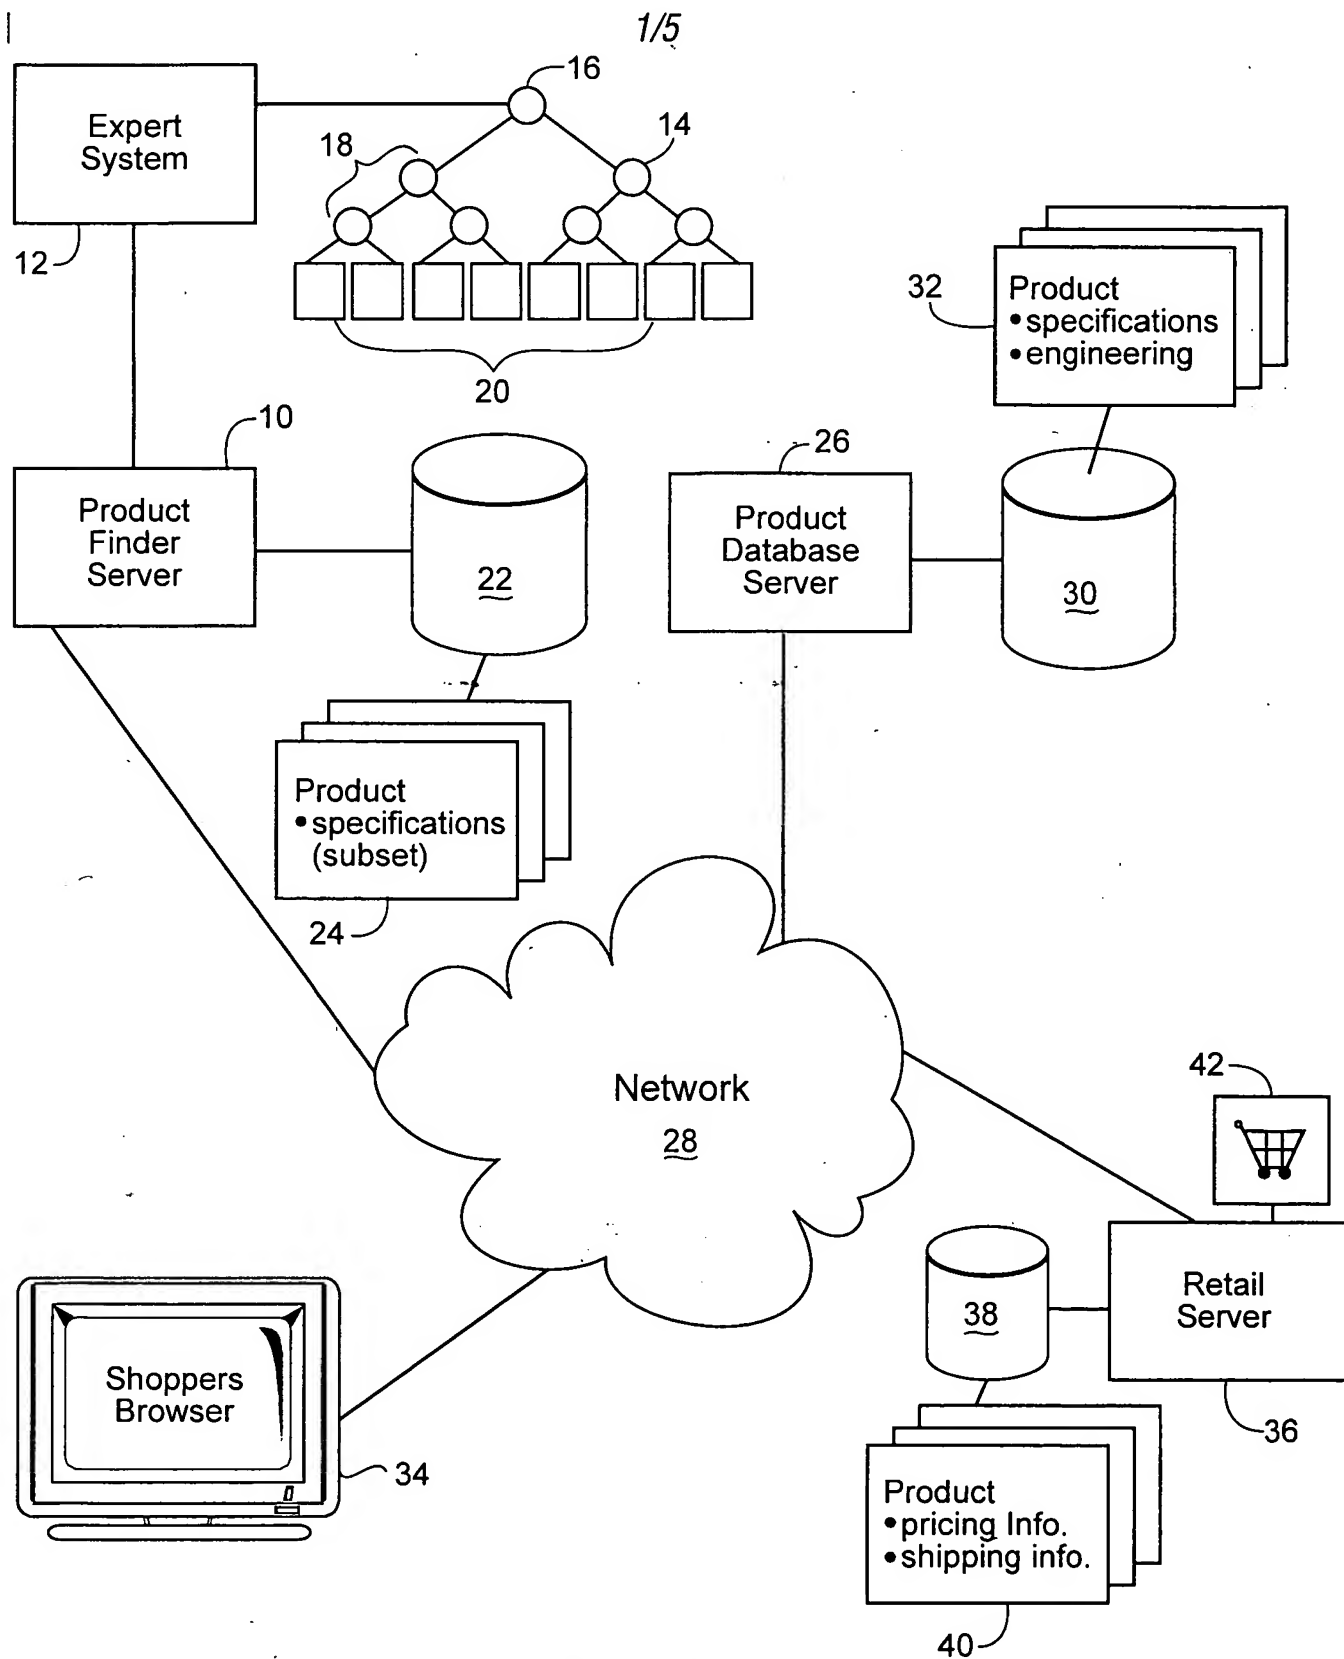 1/5
16
Expert
System
14
18
12
20
32
Product
• specifications
• engineering
10
26
Product
Finder
Server
22
Product
Database
Server
30
Product
• specifications
(subset)
24
Network
28
42
38
Retail
Server
36
Shoppers
Browser
34
Product
• pricing Info.
• shipping info.
40